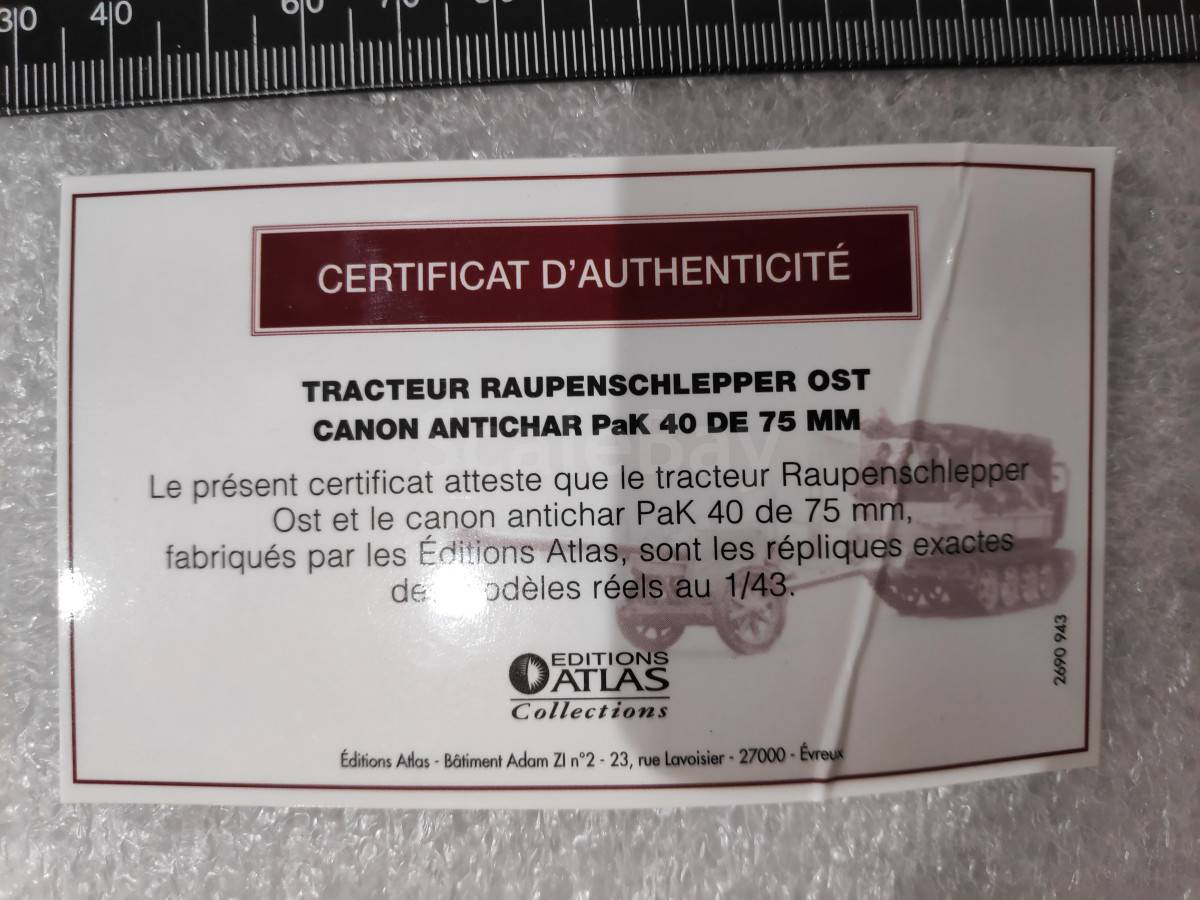 30 40 60 70
CERTIFICAT D'AUTHENTICITÉ
TRACTEUR RAUPENSCHLEPPER OST
CANON ANTICHAR PaK 40 DE 75 MM
Le présent certificat atteste que le tracteur Raupenschlepper
Ost et le canon antichar PaK 40 de 75 mm,
fabriqués par les Éditions Atlas, sont les répliques exactes
réels au 1/43.
2690 943
EDITIONS
ATLAS
Collections
Éditions Atlas - Bâtiment Adam ZI n°2 - 23, rue Lavoisier - 27000 - Évreux